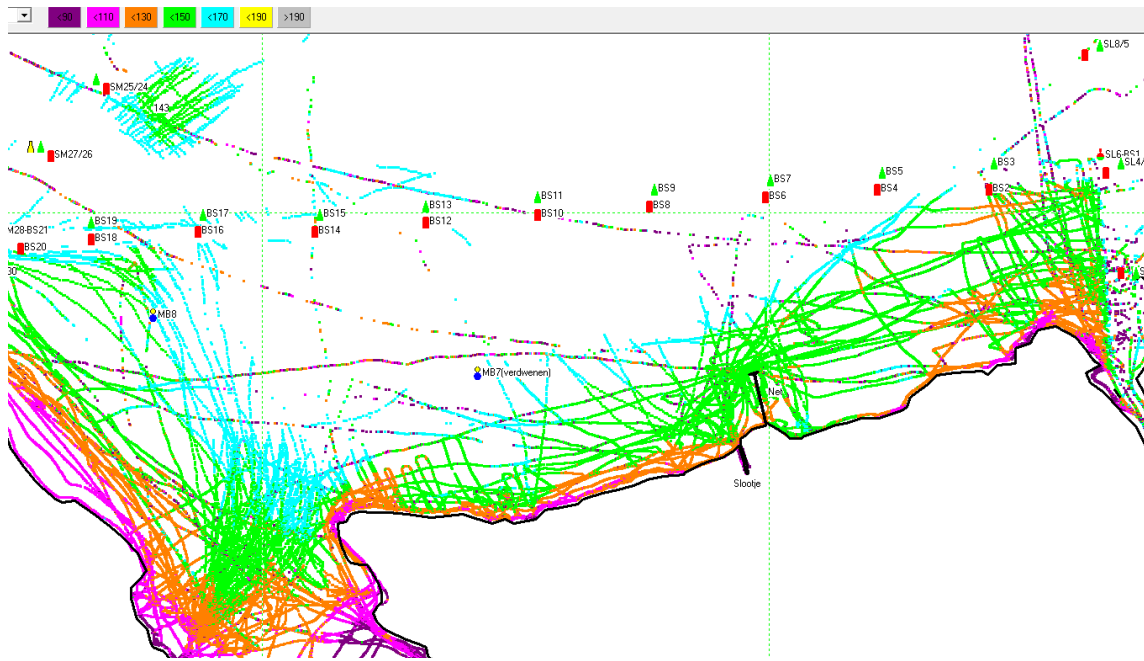 <90 <110 <130 <150 <170 <190 >190
SL8/5
SM25/24
143
SM27/26
BS3
SL6-BS1
SL4/
BS5
BS7
BS2
BS4
BS9
BS6
BS11
BS8
BS13
BS10
BS15
BS17
BS12
BS19
BS14
BS16
M28-BS21
BS18
BS20
MB8
MB7(verdwenen)
Slootje